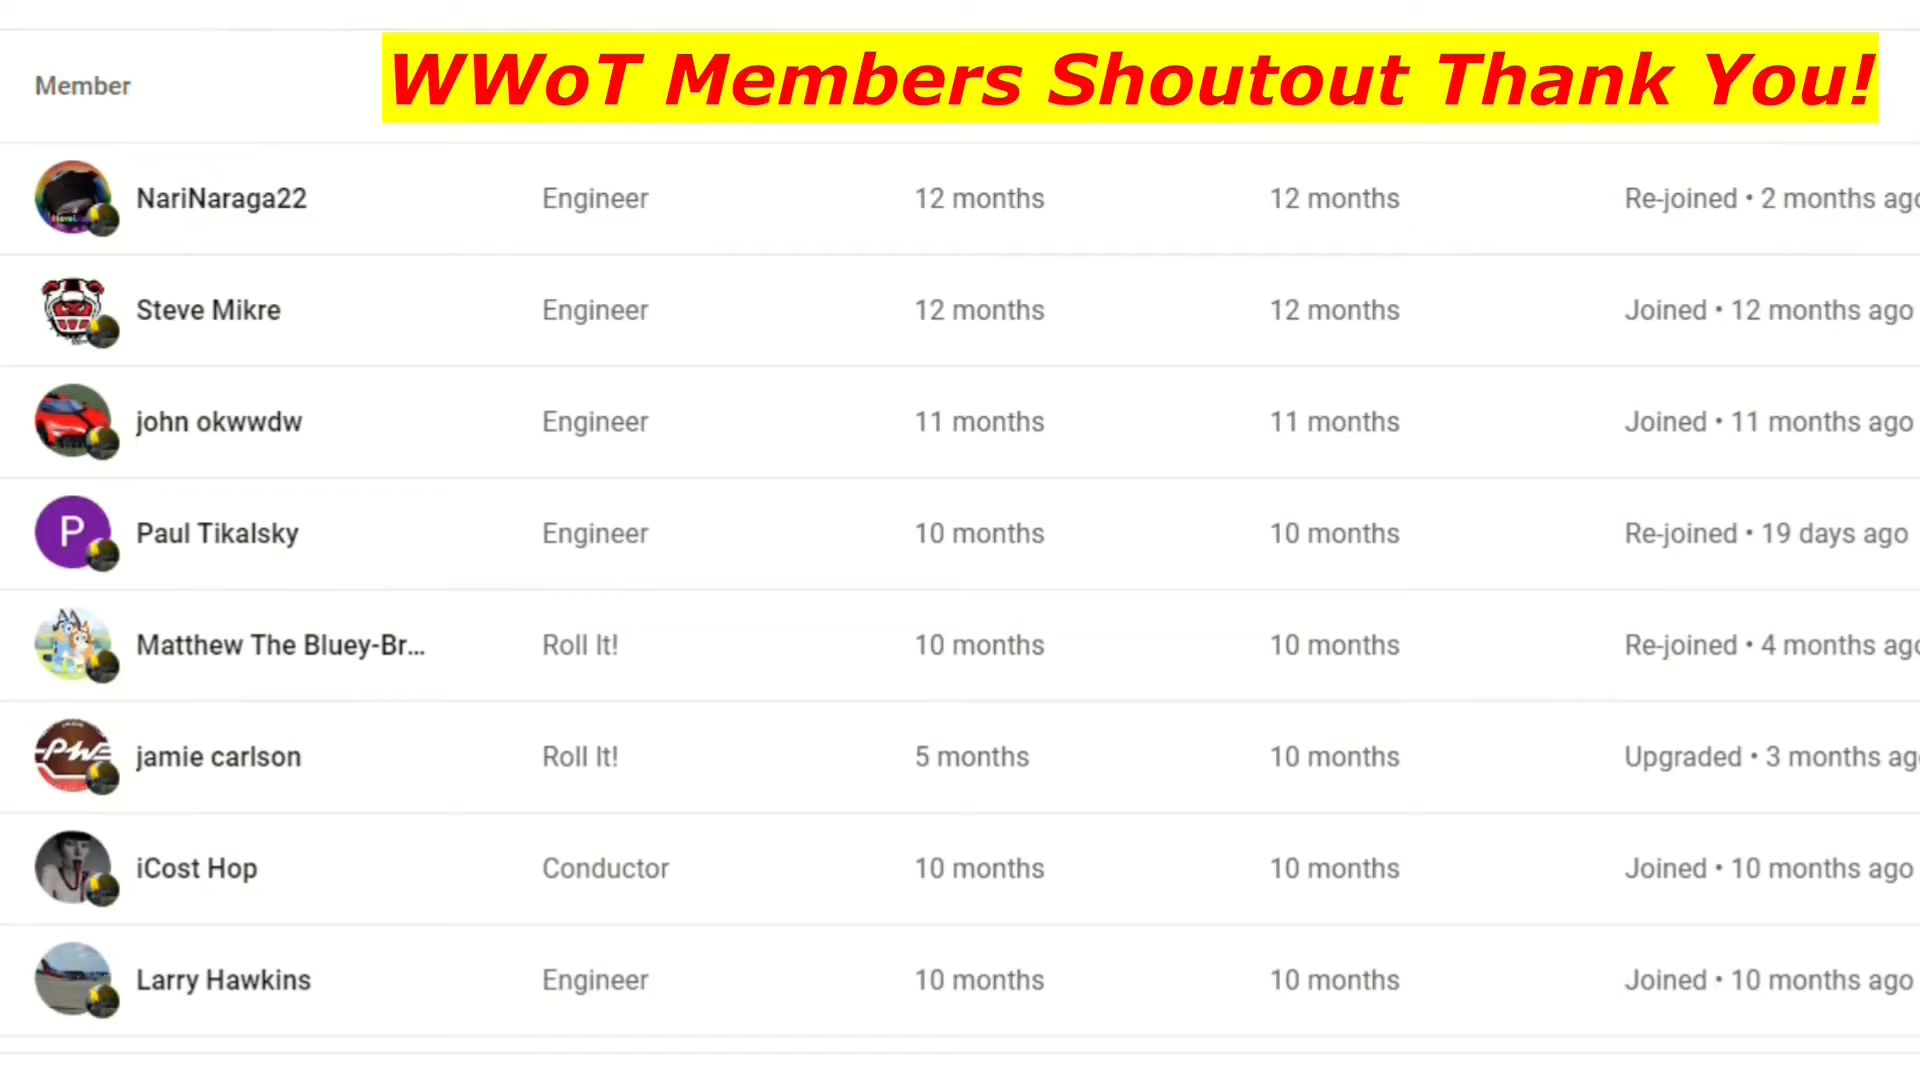 WWoT Members Shoutout Thank You!
Member
NariNaraga22 Engineer 12 months 12 months Re-joined • 2 months ago
Steve Mikre Engineer 12 months 12 months Joined • 12 months ago
john okwwdw Engineer 11 months 11 months Joined • 11 months ago
P Paul Tikalsky Engineer 10 months 10 months Re-joined • 19 days ago
Matthew The Bluey-Br... Roll It! 10 months 10 months Re-joined • 4 months ago
jamie carlson Roll It! 5 months 10 months Upgraded • 3 months ag
iCost Hop Conductor 10 months 10 months Joined • 10 months ago
Larry Hawkins Engineer 10 months 10 months Joined • 10 months ago